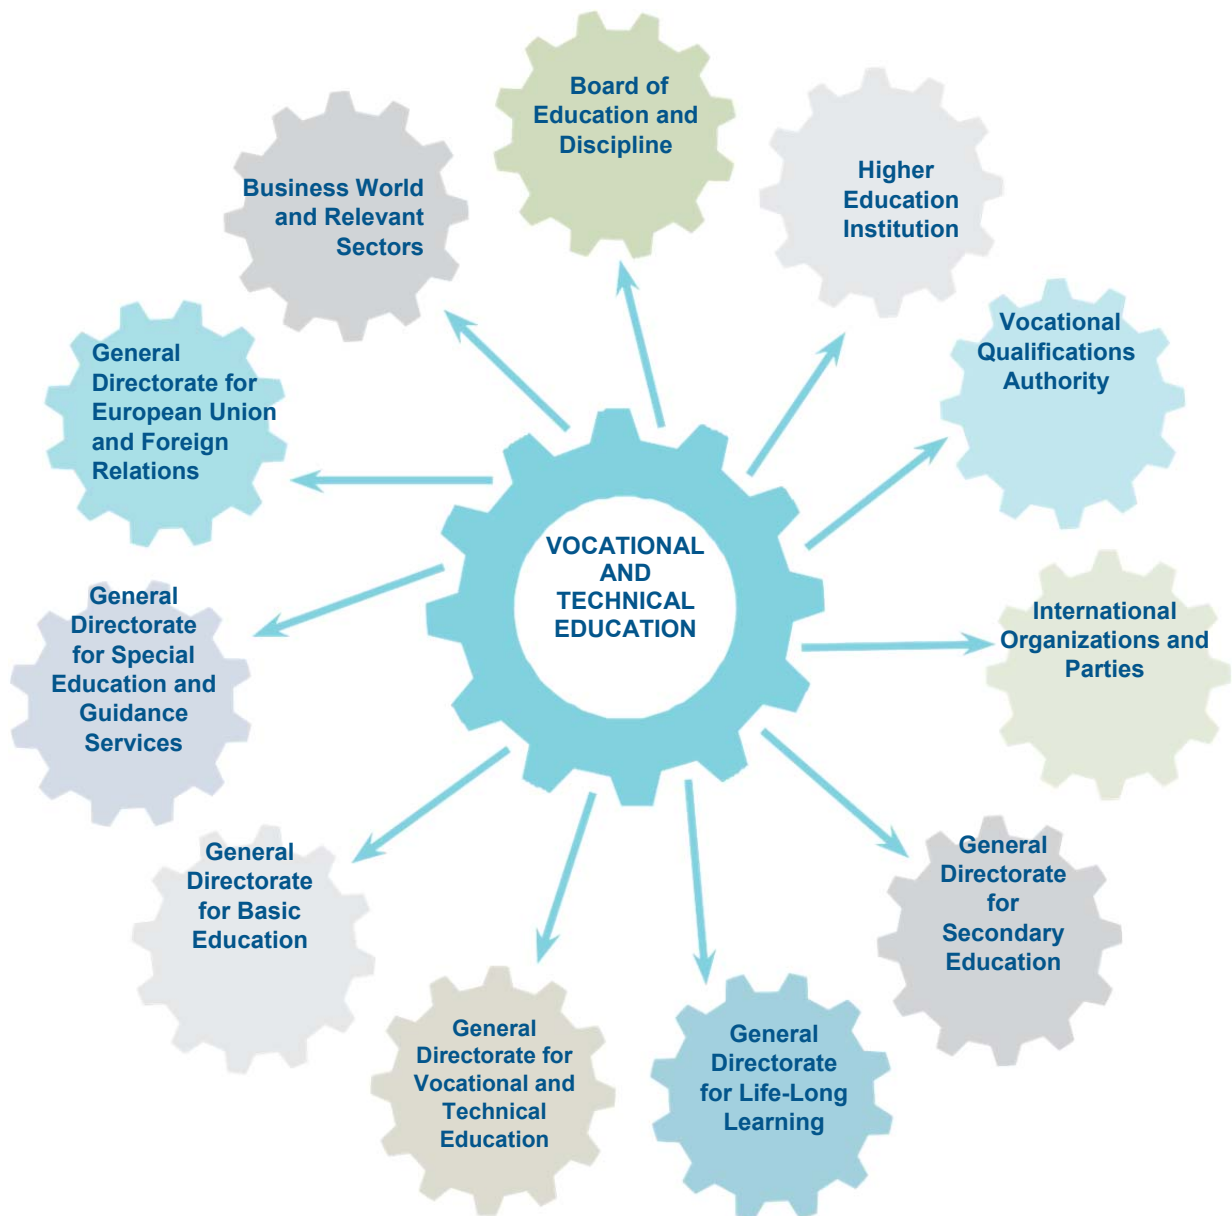 Board of
Education and
Discipline
Higher
Education
Institution
Business World
and Relevant
Sectors
Vocational
Qualifications
Authority
General
Directorate for
European Union
and Foreign
Relations
VOCATIONAL
AND
TECHNICAL
EDUCATION
International
Organizations and
Parties
General
Directorate
for Special
Education and
Guidance
Services
General
Directorate
for
Secondary
Education
General
Directorate
for Basic
Education
General
Directorate for
Vocational and
Technical
Education
General
Directorate
for Life-Long
Learning